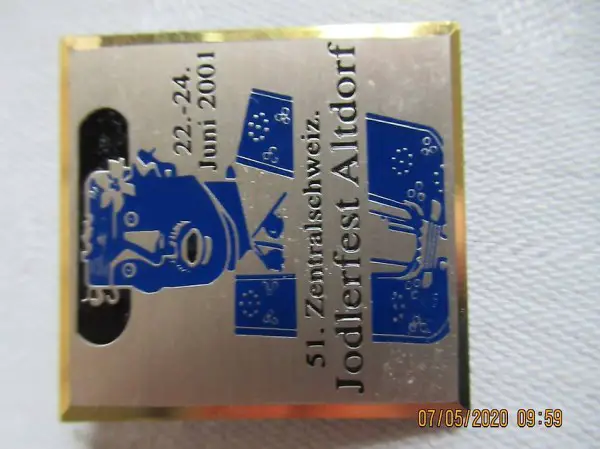 22.-24.
Juni 2001
51. Zentralschweiz.
Jodlerfest Altdorf
07/05/2020 09:59